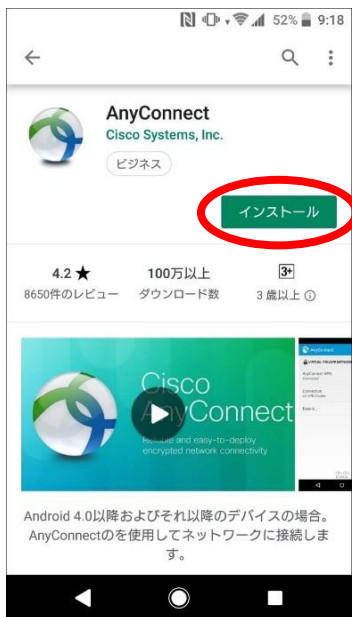 52% 9:18
AnyConnect
Cisco Systems, Inc.
ビジネス
インストール
4.2 ★ 100万以上 3+
8650件のレビュー ダウンロード数 3 歳以上
Cisco
AnyConnect
Reliable and easy-to-deploy
encrypted network connectivity
AnyConnect
Android 4.0以降およびそれ以降のデバイスの場合。
AnyConnectのを使用してネットワークに接続しま
す。